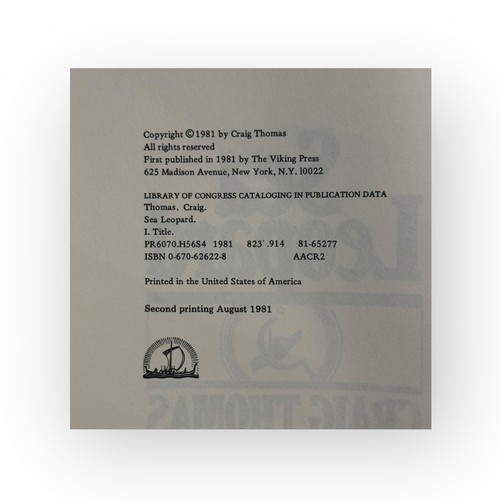 Copyright © 1981 by Craig Thomas
All rights reserved
First published in 1981 by The Viking Press
625 Madison Avenue, New York, N.Y. 10022
LIBRARY OF CONGRESS CATALOGING IN PUBLICATION DATA
Thomas, Craig.
Sea Leopard.
I. Title.
PR6070.H56S4 1981 823'.914 81-65277
ISBN 0-670-62622-8 AACR2
Printed in the United States of America
Second printing August 1981
CRAIG THOMAS